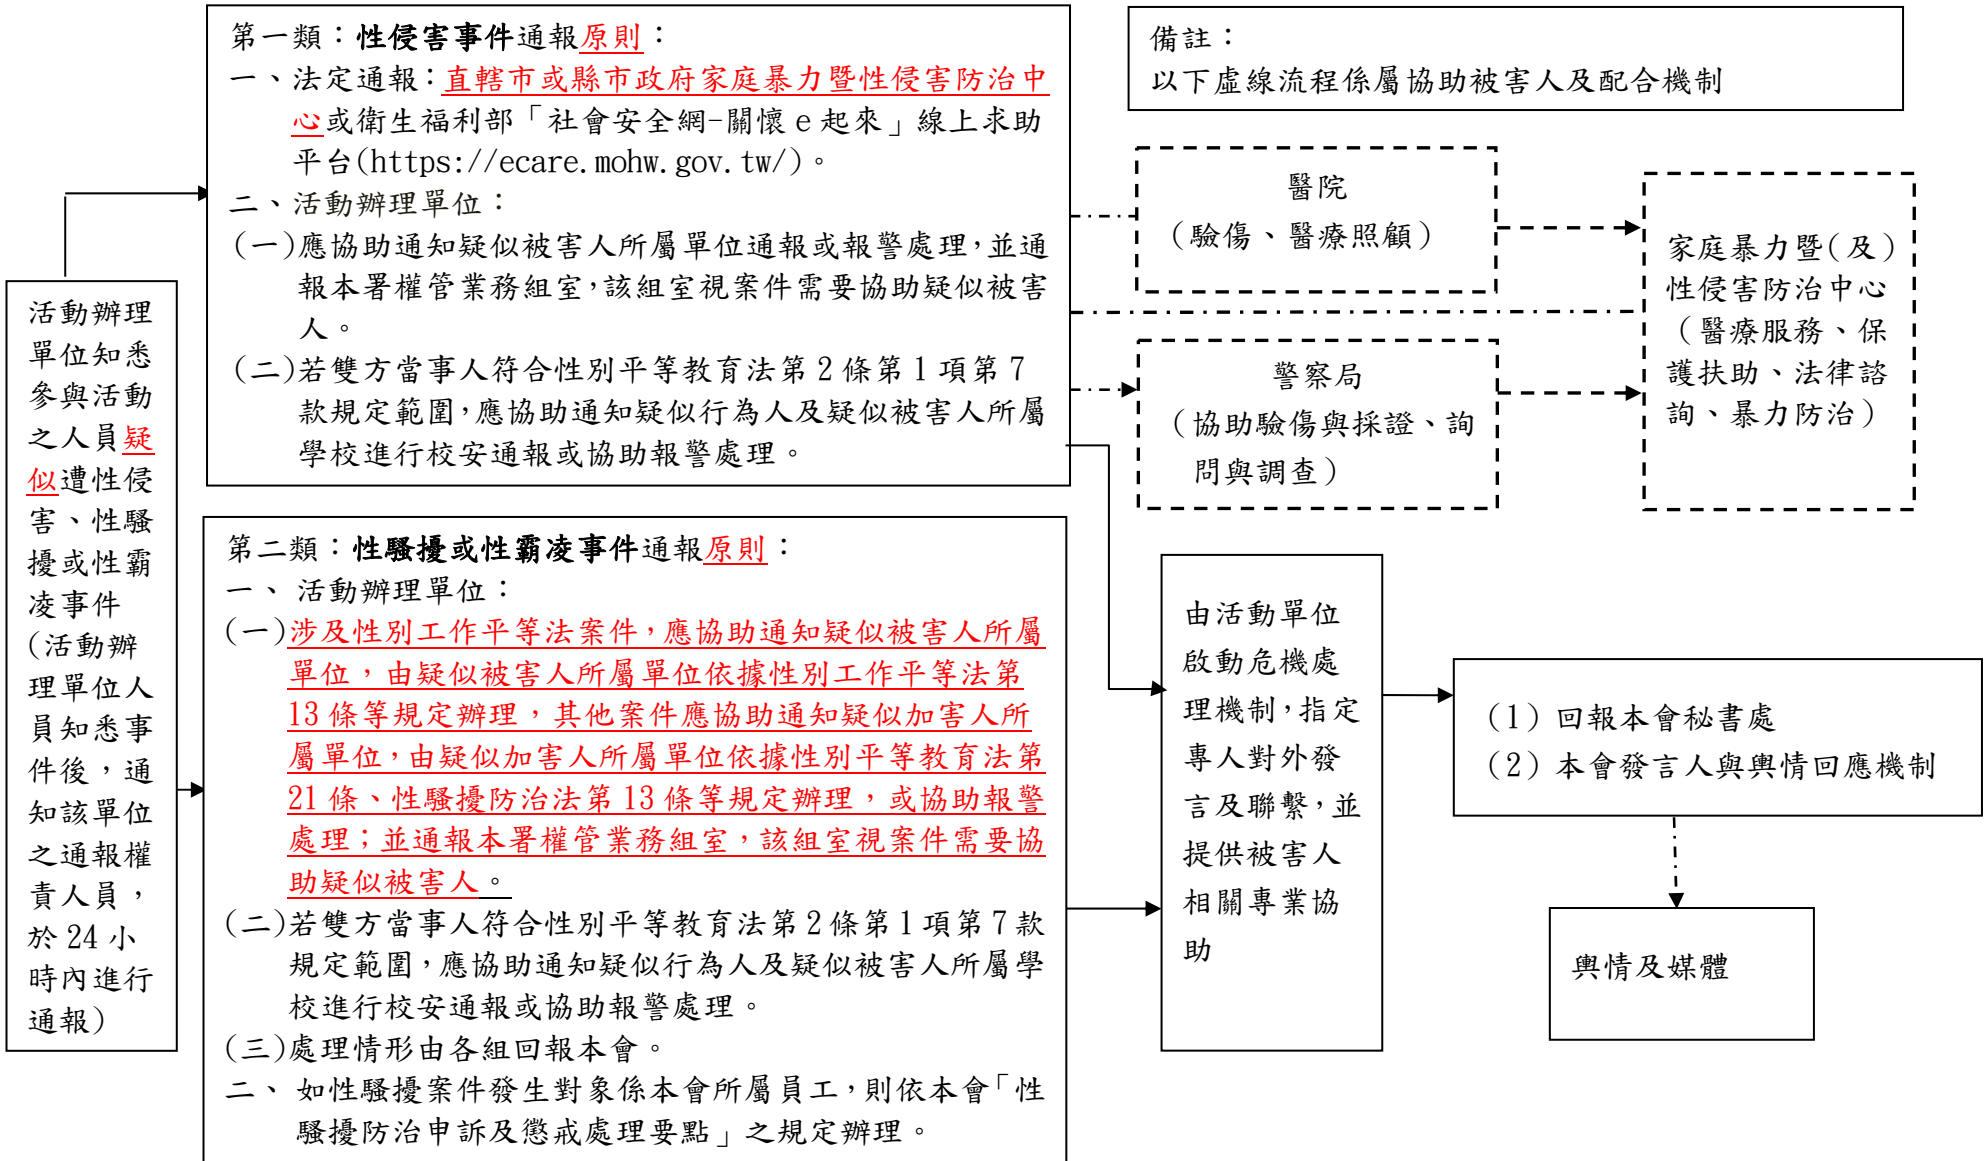 第一類：性侵害事件通報原則：
一、法定通報：直轄市或縣市政府家庭暴力暨性侵害防治中
心或衛生福利部「社會安全網-關懷 e 起來」線上求助
平台(https://ecare.mohw.gov.tw/)。
二、活動辦理單位：
(一)應協助通知疑似被害人所屬單位通報或報警處理，並通
報本署權管業務組室，該組室視案件需要協助疑似被害
人。
(二)若雙方當事人符合性別平等教育法第 2 條第 1 項第 7
款規定範圍，應協助通知疑似行為人及疑似被害人所屬
學校進行校安通報或協助報警處理。
備註：
以下虛線流程係屬協助被害人及配合機制
醫院
（驗傷、醫療照顧）
家庭暴力暨(及)
性侵害防治中心
（醫療服務、保
護扶助、法律諮
詢、暴力防治）
警察局
（協助驗傷與採證、詢
問與調查）
活動辦理
單位知悉
參與活動
之人員疑
似遭性侵
害、性騷
擾或性霸
凌事件
(活動辦
理單位人
員知悉事
件後，通
知該單位
之通報權
責人員，
於 24 小
時內進行
通報)
第二類：性騷擾或性霸凌事件通報原則：
一、 活動辦理單位：
(一)涉及性別工作平等法案件，應協助通知疑似被害人所屬
單位，由疑似被害人所屬單位依據性別工作平等法第
13 條等規定辦理，其他案件應協助通知疑似加害人所
屬單位，由疑似加害人所屬單位依據性別平等教育法第
21 條、性騷擾防治法第 13 條等規定辦理，或協助報警
處理；並通報本署權管業務組室，該組室視案件需要協
助疑似被害人。
(二)若雙方當事人符合性別平等教育法第 2 條第 1 項第 7 款
規定範圍，應協助通知疑似行為人及疑似被害人所屬學
校進行校安通報或協助報警處理。
(三)處理情形由各組回報本會。
二、 如性騷擾案件發生對象係本會所屬員工，則依本會「性
騷擾防治申訴及懲戒處理要點」之規定辦理。
由活動單位
啟動危機處
理機制，指定
專人對外發
言及聯繫，並
提供被害人
相關專業協
助
(1) 回報本會秘書處
(2) 本會發言人與輿情回應機制
輿情及媒體